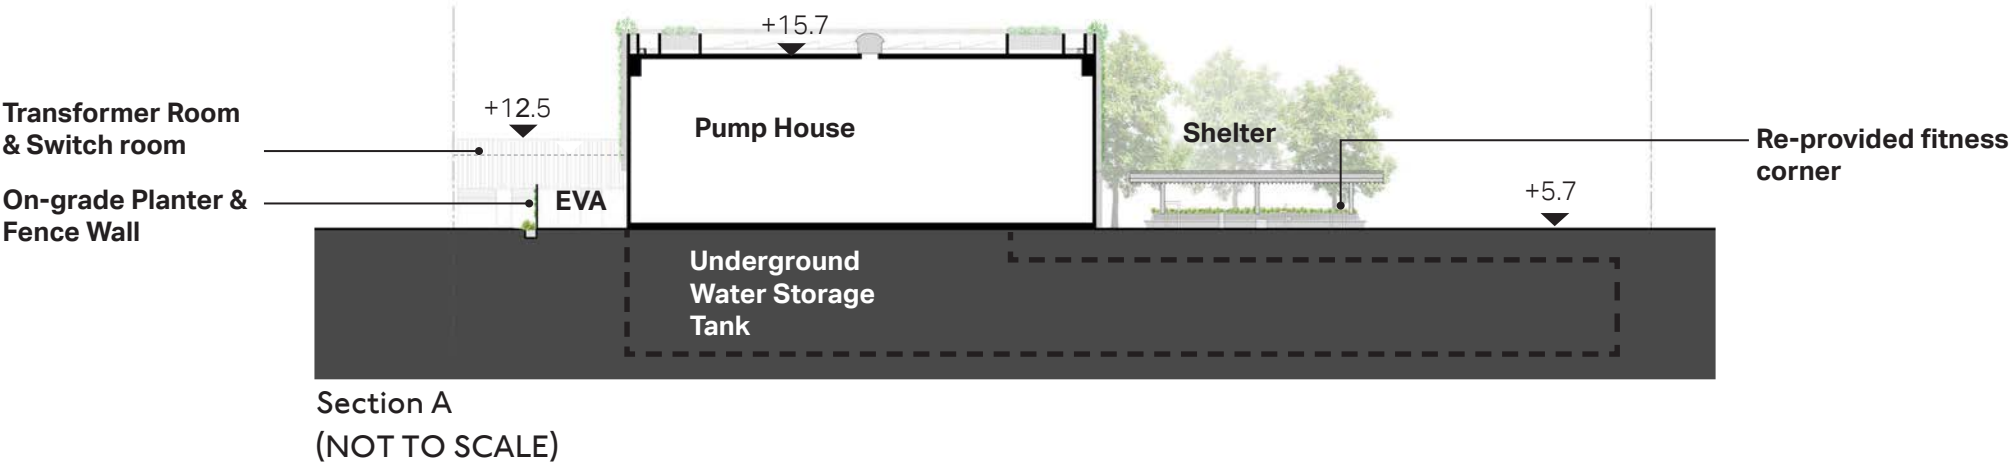 +15.7
Transformer Room
& Switch room
+12.5
Pump House
Shelter
Re-provided fitness
corner
On-grade Planter &
Fence Wall
EVA
+5.7
Underground
Water Storage
Tank
Section A
(NOT TO SCALE)